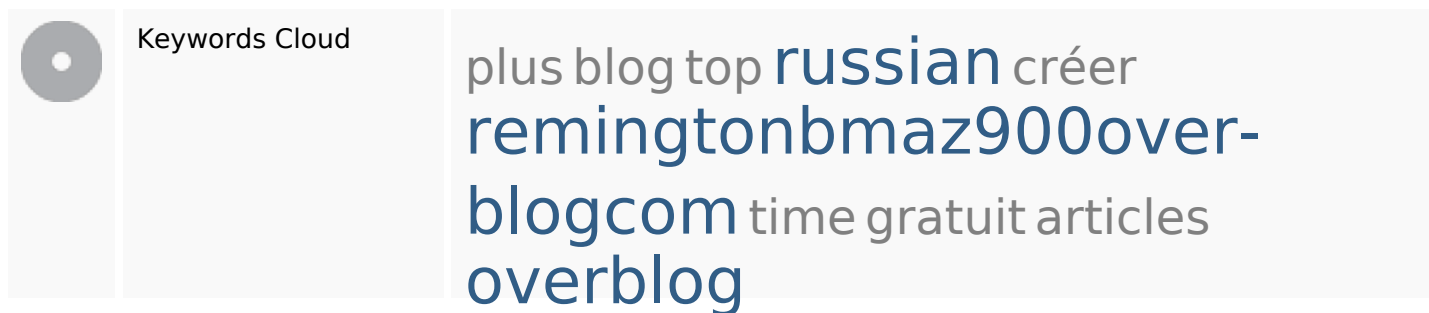 Keywords Cloud
plus blog top russian créer
remingtonbmaz900over-
blogcom time gratuit articles
overblog